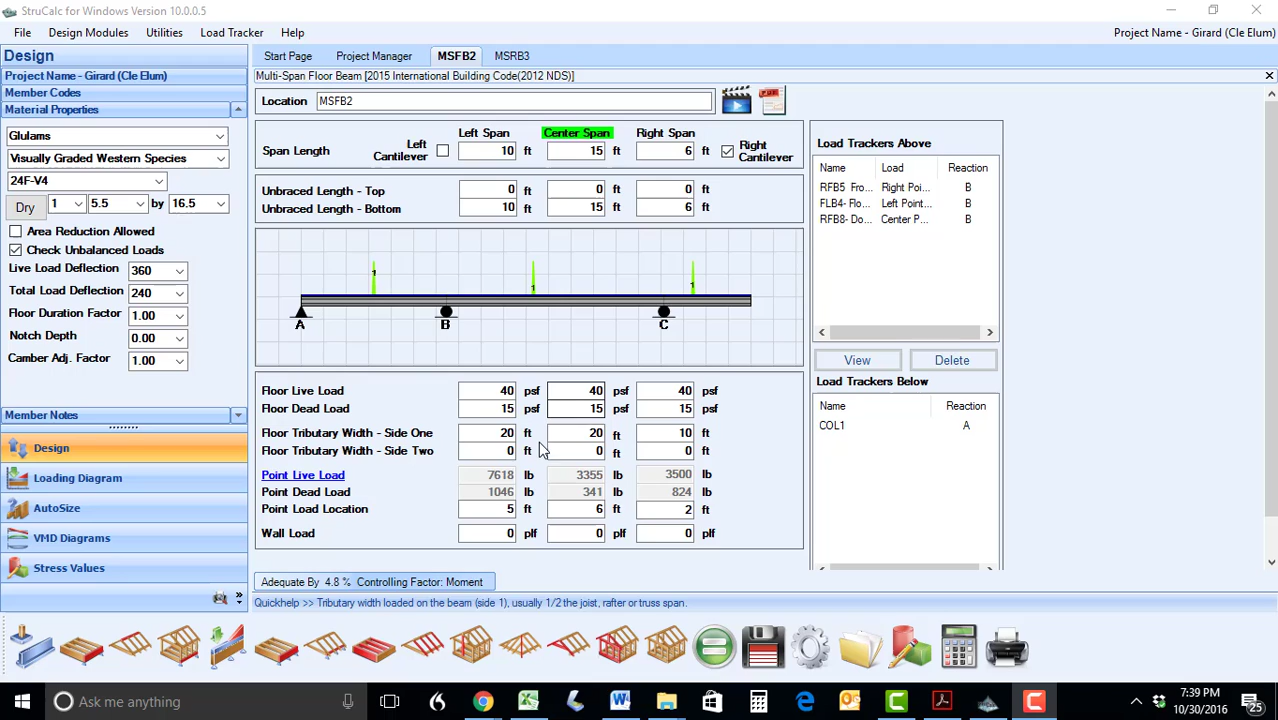 StruCalc for Windows Version 10.0.0.5
File Design Modules Utilities Load Tracker Help Project Name - Girard (Cle Elum)
Design
Project Name - Girard (Cle Elum)
Member Codes
Material Properties
Glulams
Visually Graded Western Species
24F-V4
Dry 1 5.5 by 16.5
Area Reduction Allowed
Check Unbalanced Loads
Live Load Deflection 360
Total Load Deflection 240
Floor Duration Factor 1.00
Notch Depth 0.00
Camber Adj. Factor 1.00
Member Notes
Design
Loading Diagram
AutoSize
VMD Diagrams
Stress Values
Start Page Project Manager MSFB2 MSRB3
Multi-Span Floor Beam [2015 International Building Code(2012 NDS)]
Location MSFB2
Left Span Center Span Right Span
Span Length Left Cantilever 10 ft 15 ft 6 ft Right Cantilever
Unbraced Length - Top 0 ft 0 ft 0 ft
Unbraced Length - Bottom 10 ft 15 ft 6 ft
1 1 1
A B C
Floor Live Load 40 psf 40 psf 40 psf
Floor Dead Load 15 psf 15 psf 15 psf
Floor Tributary Width - Side One 20 ft 20 ft 10 ft
Floor Tributary Width - Side Two 0 ft 0 ft 0 ft
Point Live Load 7618 lb 3355 lb 3500 lb
Point Dead Load 1046 lb 341 lb 824 lb
Point Load Location 5 ft 6 ft 2 ft
Wall Load 0 plf 0 plf 0 plf
Adequate By 4.8 % Controlling Factor: Moment
Quickhelp >> Tributary width loaded on the beam (side 1), usually 1/2 the joist, rafter or truss span.
Load Trackers Above
Name Load Reaction
RFB5 Fro... Right Poi... B
FLB4- Flo... Left Point... B
RFB8- Do... Center P... B
View Delete
Load Trackers Below
Name Reaction
COL1 A
Ask me anything
7:39 PM
10/30/2016
25